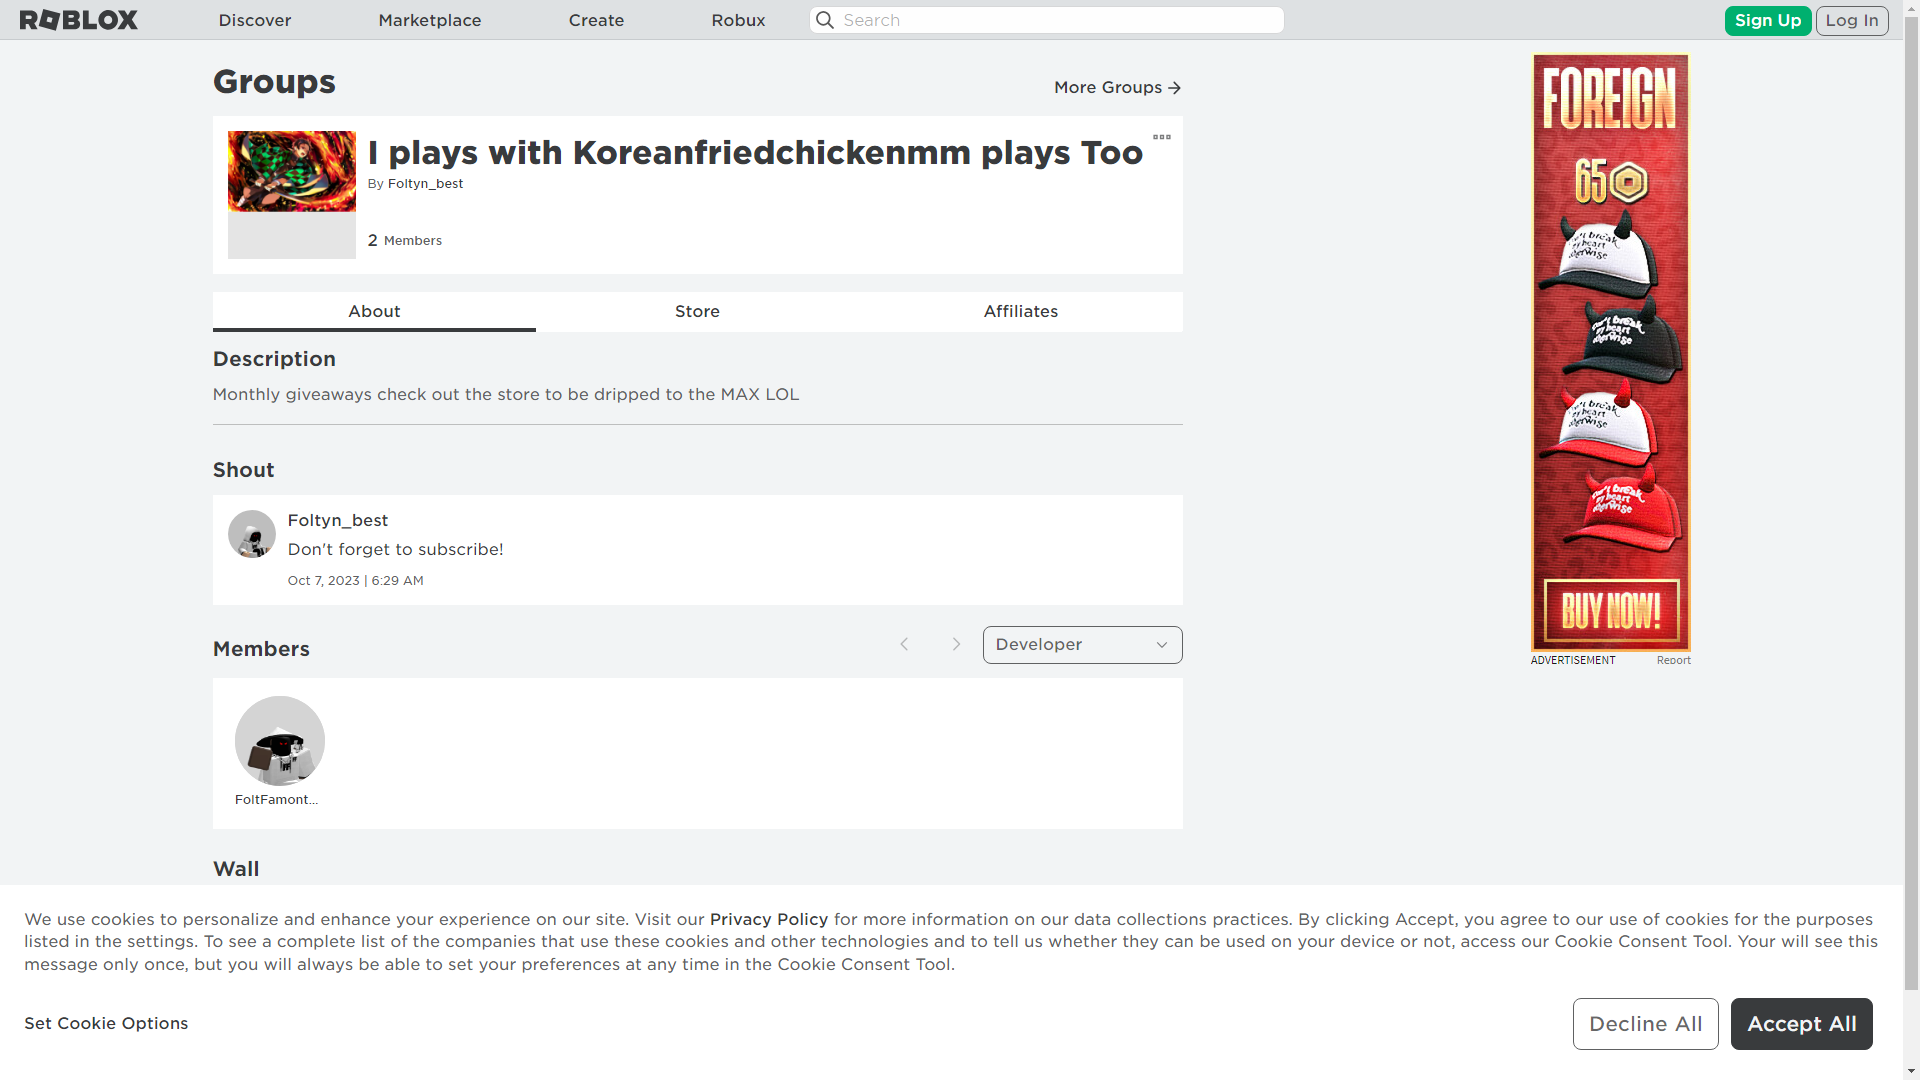 ROBLOX
Discover
Marketplace
Create
Robux
Search
Sign Up
Log In
Groups
More Groups
I plays with Koreanfriedchickenmm plays Too
By Foltyn_best
2 Members
About
Store
Affiliates
Description
Monthly giveaways check out the store to be dripped to the MAX LOL
Shout
Foltyn_best
Don't forget to subscribe!
Oct 7, 2023 | 6:29 AM
Members
Developer
FoltFamont...
Wall
FOREIGN
65
BUY NOW!
ADVERTISEMENT
Report
We use cookies to personalize and enhance your experience on our site. Visit our Privacy Policy for more information on our data collections practices. By clicking Accept, you agree to our use of cookies for the purposes
listed in the settings. To see a complete list of the companies that use these cookies and other technologies and to tell us whether they can be used on your device or not, access our Cookie Consent Tool. Your will see this
message only once, but you will always be able to set your preferences at any time in the Cookie Consent Tool.
Set Cookie Options
Decline All
Accept All